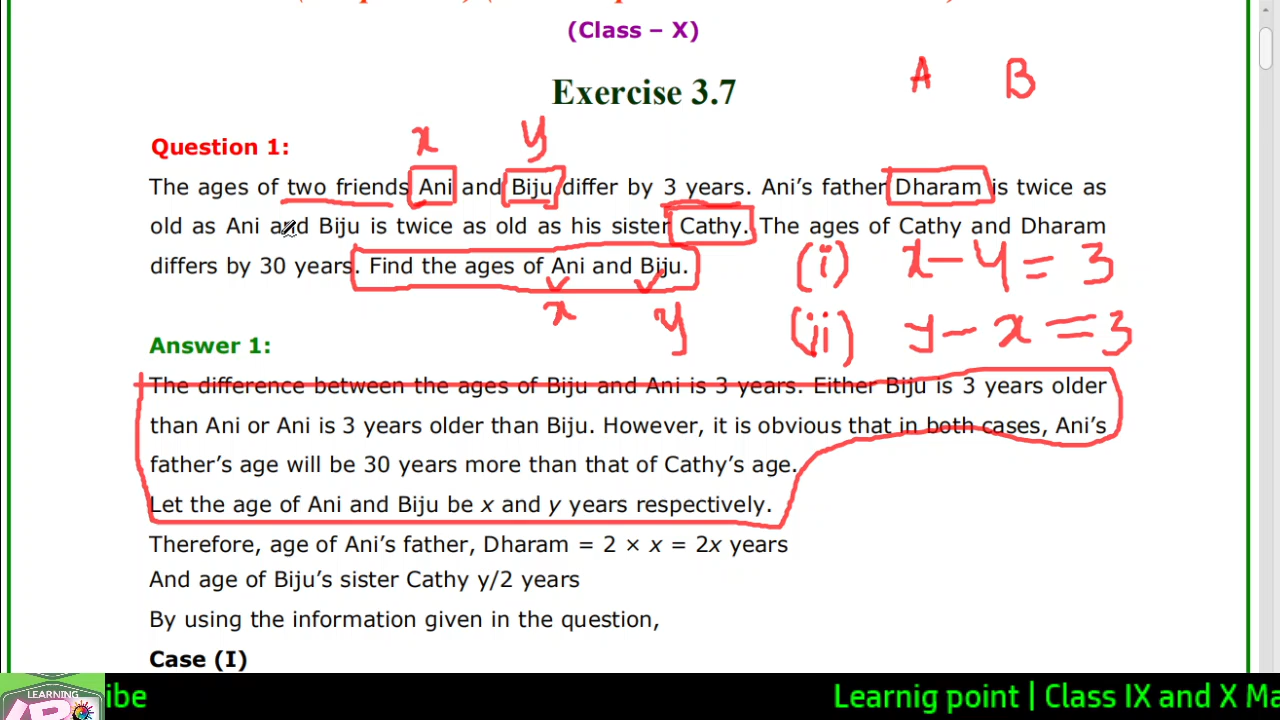 (Class – X)
A B
Exercise 3.7
x y
Question 1:
The ages of two friends Ani and Biju differ by 3 years. Ani's father Dharam is twice as
old as Ani and Biju is twice as old as his sister Cathy. The ages of Cathy and Dharam
differs by 30 years. Find the ages of Ani and Biju.
(i) x - y = 3
x y
(ii) y - x = 3
Answer 1:
The difference between the ages of Biju and Ani is 3 years. Either Biju is 3 years older
than Ani or Ani is 3 years older than Biju. However, it is obvious that in both cases, Ani's
father's age will be 30 years more than that of Cathy's age.
Let the age of Ani and Biju be x and y years respectively.
Therefore, age of Ani's father, Dharam = 2 × x = 2x years
And age of Biju's sister Cathy y/2 years
By using the information given in the question,
Case (I)
LEARNING
ibe Learnig point | Class IX and X Ma